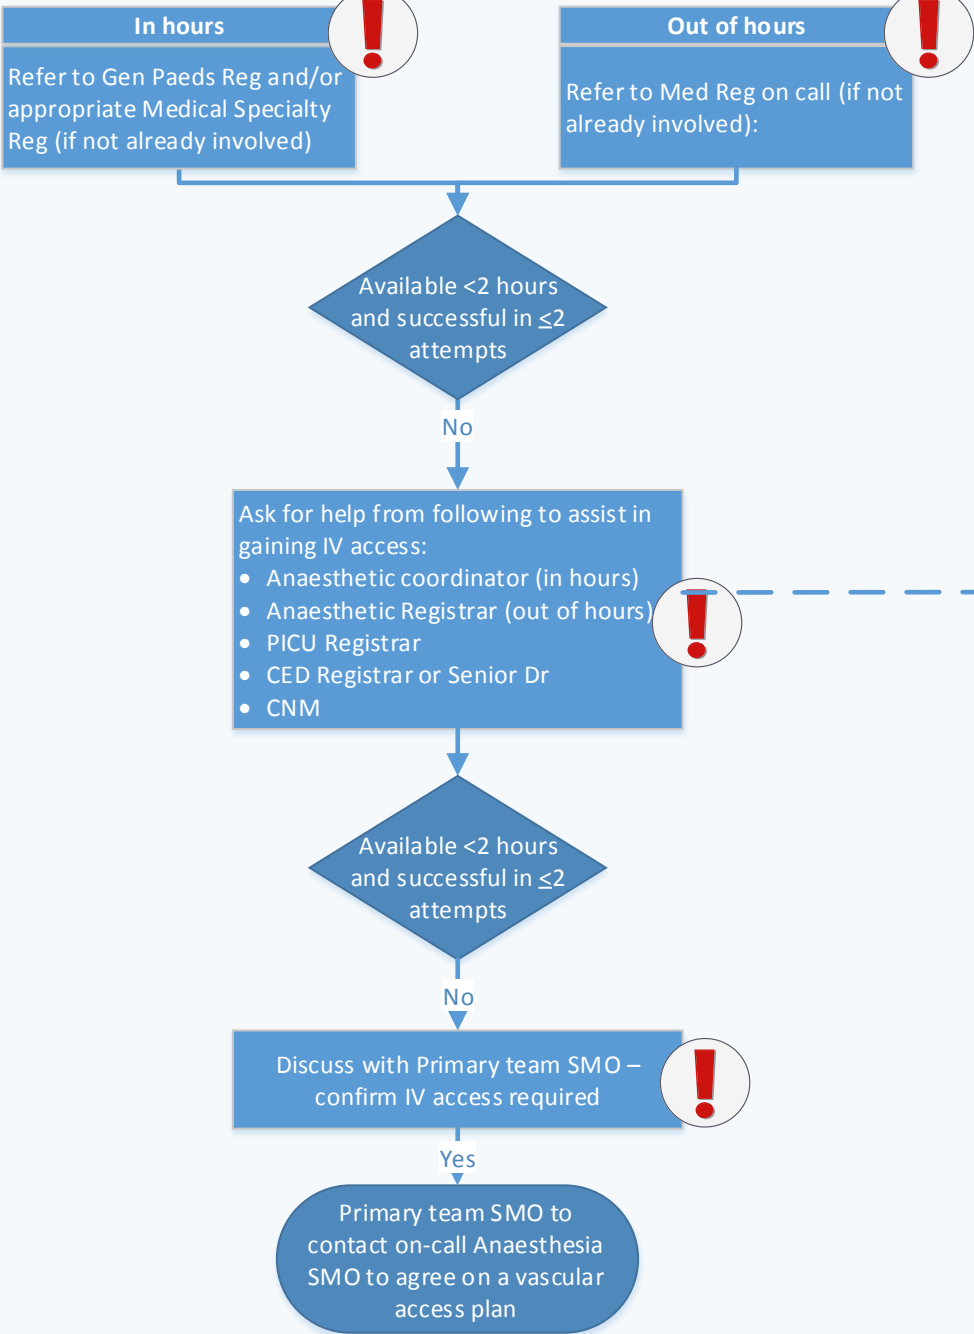 In hours
Refer to Gen Paeds Reg and/or
appropriate Medical Specialty
Reg (if not already involved)
Out of hours
Refer to Med Reg on call (if not
already involved):
Available <2 hours
and successful in ≤2
attempts
No
Ask for help from following to assist in
gaining IV access:
• Anaesthetic coordinator (in hours)
• Anaesthetic Registrar (out of hours)
• PICU Registrar
• CED Registrar or Senior Dr
• CNM
Available <2 hours
and successful in ≤2
attempts
No
Discuss with Primary team SMO –
confirm IV access required
Yes
Primary team SMO to
contact on-call Anaesthesia
SMO to agree on a vascular
access plan